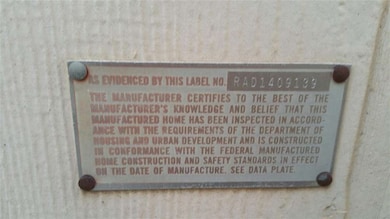 AS EVIDENCED BY THIS LABEL NO. RAD1409139
THE MANUFACTURER CERTIFIES TO THE BEST OF THE
MANUFACTURER'S KNOWLEDGE AND BELIEF THAT THIS
MANUFACTURED HOME HAS BEEN INSPECTED IN ACCORD-
ANCE WITH THE REQUIREMENTS OF THE DEPARTMENT OF
HOUSING AND URBAN DEVELOPMENT AND IS CONSTRUCTED
IN CONFORMANCE WITH THE FEDERAL MANUFACTURED
HOME CONSTRUCTION AND SAFETY STANDARDS IN EFFECT
ON THE DATE OF MANUFACTURE. SEE DATA PLATE.